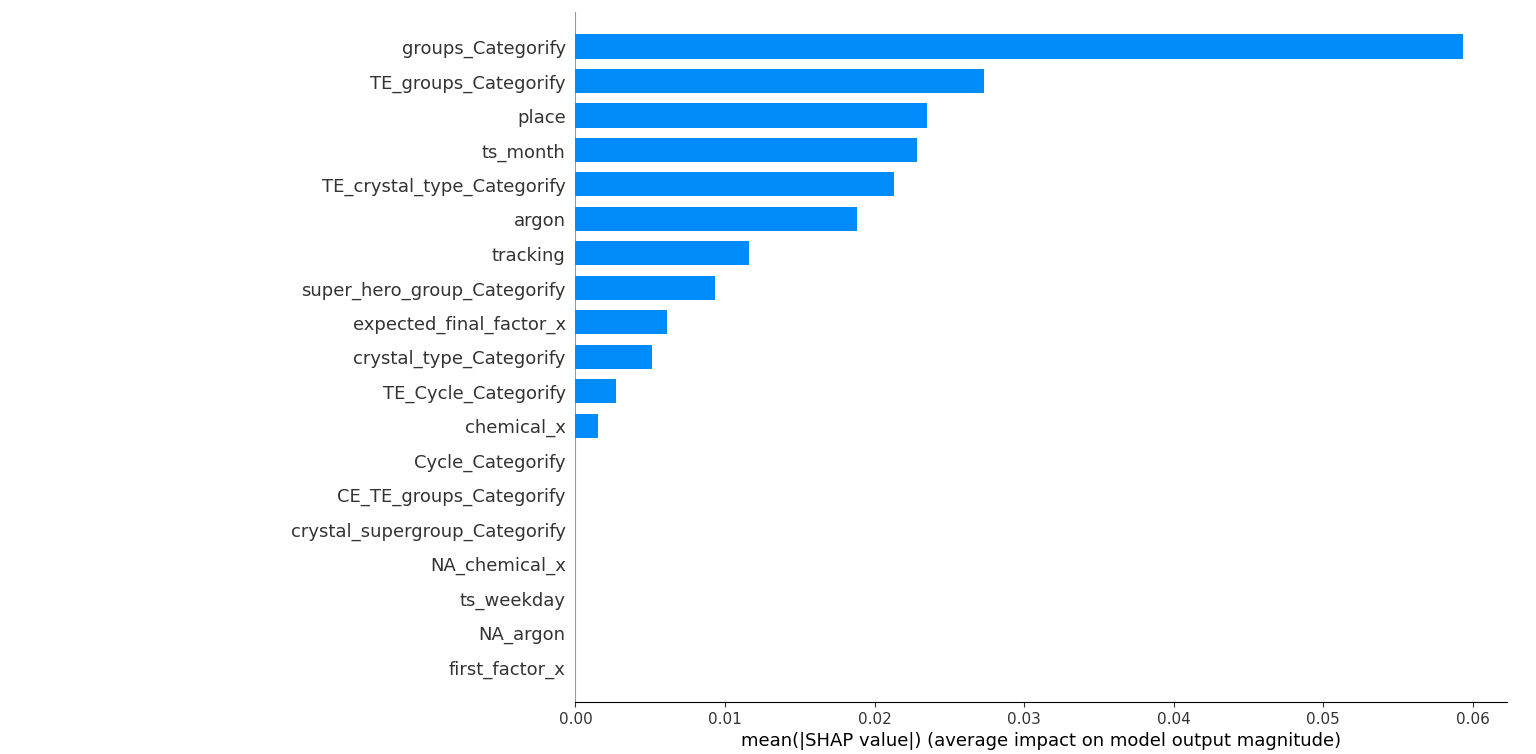 groups_Categorify
TE_groups_Categorify
place
ts_month
TE_crystal_type_Categorify
argon
tracking
super_hero_group_Categorify
expected_final_factor_x
crystal_type_Categorify
TE_Cycle_Categorify
chemical_x
Cycle_Categorify
CE_TE_groups_Categorify
crystal_supergroup_Categorify
NA_chemical_x
ts_weekday
NA_argon
first_factor_x
0.00 0.01 0.02 0.03 0.04 0.05 0.06
mean(|SHAP value|) (average impact on model output magnitude)